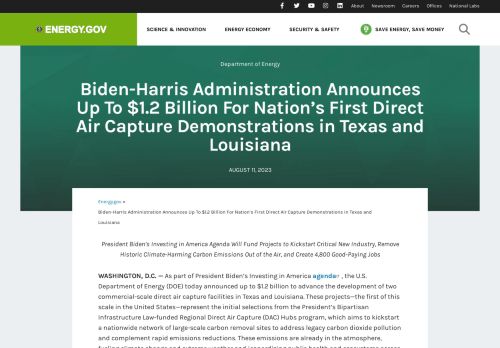 About Newsroom Careers Offices National Labs
ENERGY.GOV
SCIENCE & INNOVATION ENERGY ECONOMY SECURITY & SAFETY SAVE ENERGY, SAVE MONEY
Department of Energy
Biden-Harris Administration Announces
Up To $1.2 Billion For Nation’s First Direct
Air Capture Demonstrations in Texas and
Louisiana
AUGUST 11, 2023
Energy.gov »
Biden-Harris Administration Announces Up To $1.2 Billion For Nation's First Direct Air Capture Demonstrations in Texas and
Louisiana
President Biden's Investing in America Agenda Will Fund Projects to Kickstart Critical New Industry, Remove
Historic Climate-Harming Carbon Emissions Out of the Air, and Create 4,800 Good-Paying Jobs
WASHINGTON, D.C. — As part of President Biden's Investing in America agenda , the U.S.
Department of Energy (DOE) today announced up to $1.2 billion to advance the development of two
commercial-scale direct air capture facilities in Texas and Louisiana. These projects—the first of this
scale in the United States—represent the initial selections from the President's Bipartisan
Infrastructure Law-funded Regional Direct Air Capture (DAC) Hubs program, which aims to kickstart
a nationwide network of large-scale carbon removal sites to address legacy carbon dioxide pollution
and complement rapid emissions reductions. These emissions are already in the atmosphere,